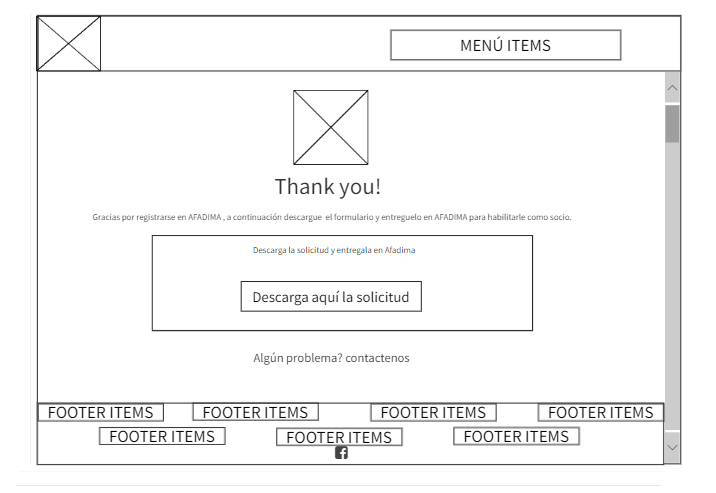 MENÚ ITEMS
Thank you!
Gracias por registrarse en AFADIMA , a continuación descargue el formulario y entreguelo en AFADIMA para habilitarle como socio.
Descarga la solicitud y entregala en Afadima
Descarga aquí la solicitud
Algún problema? contactenos
FOOTER ITEMS FOOTER ITEMS FOOTER ITEMS FOOTER ITEMS
FOOTER ITEMS FOOTER ITEMS FOOTER ITEMS